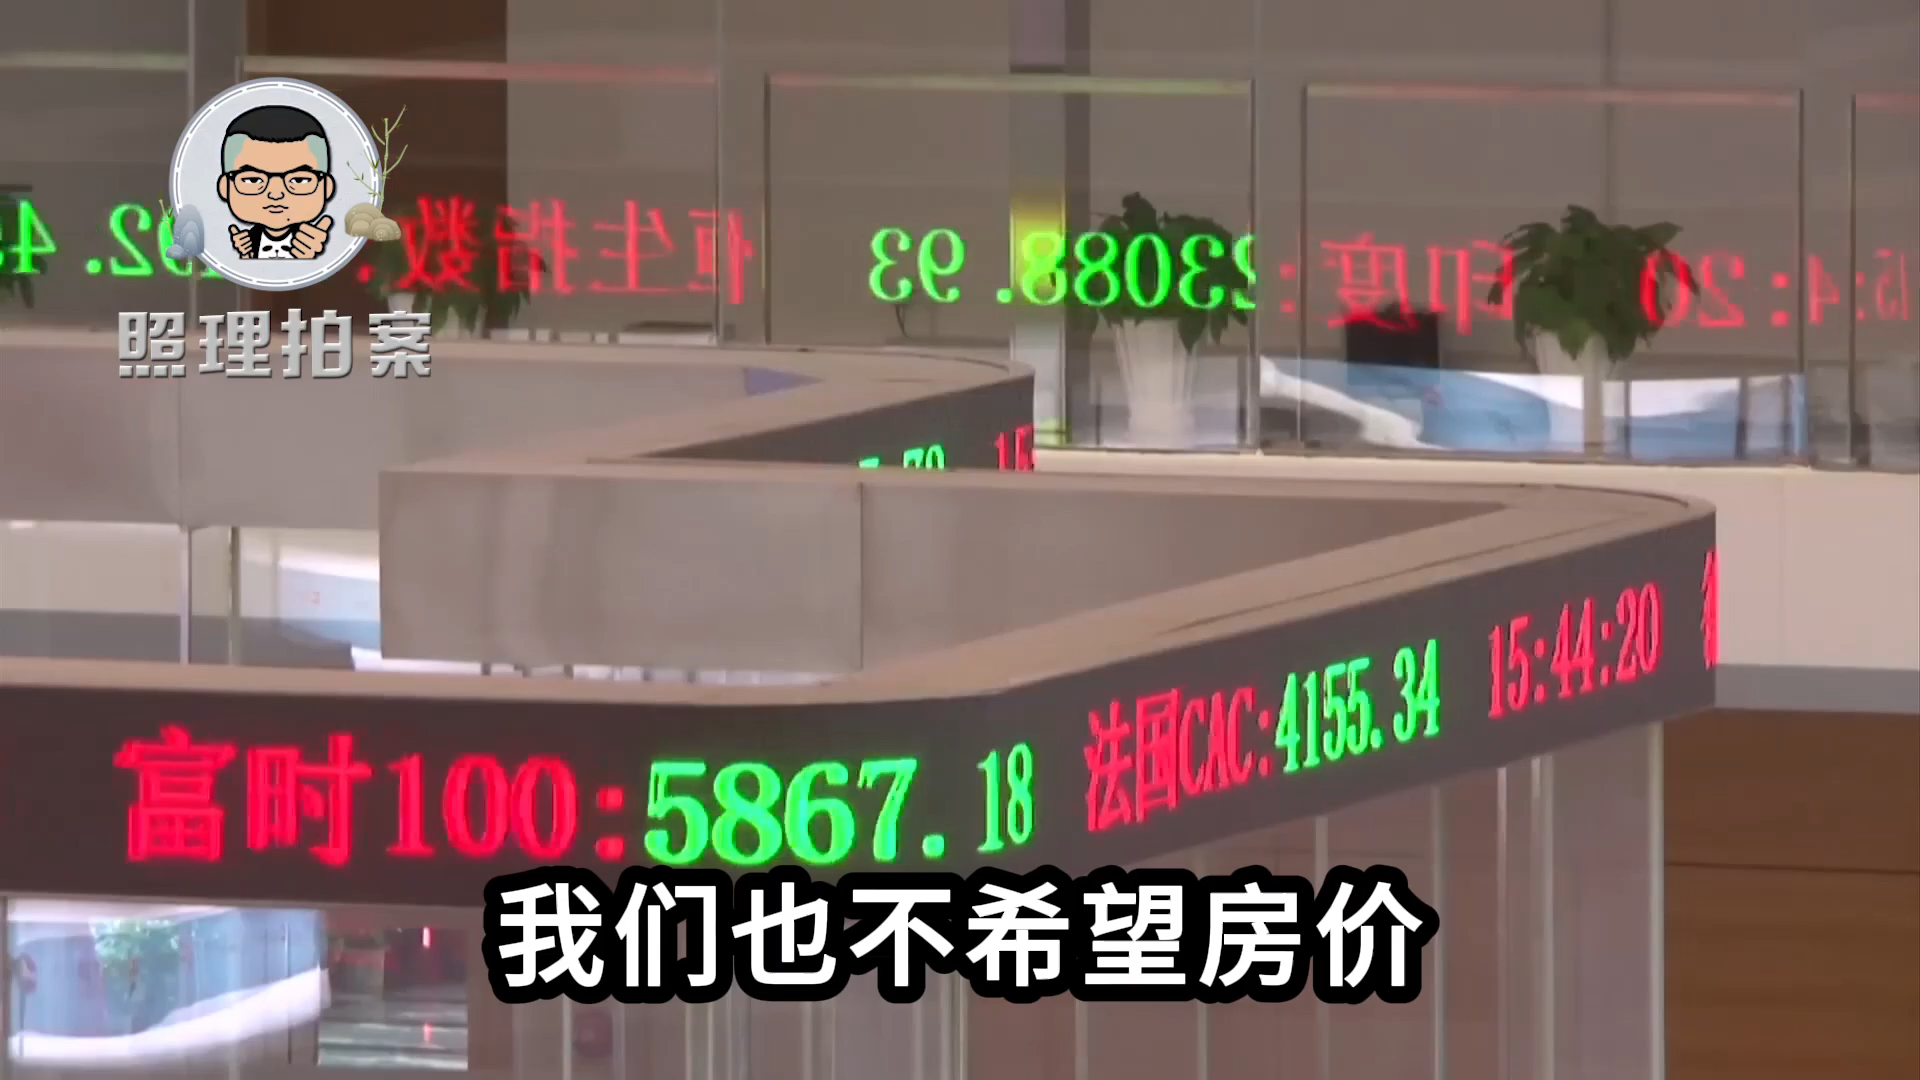 恒生指数:
23088.93
印度:
照理拍案
富时100:5867.18
法国CAC:4155.34
15:44:20
我们也不希望房价